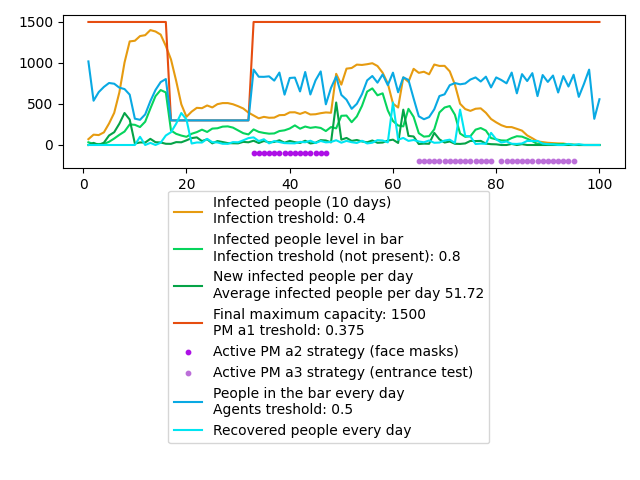 1500
1000
500
0
0 20 40 60 80 100
Infected people (10 days)
Infection treshold: 0.4
Infected people level in bar
Infection treshold (not present): 0.8
New infected people per day
Average infected people per day 51.72
Final maximum capacity: 1500
PM a1 treshold: 0.375
Active PM a2 strategy (face masks)
Active PM a3 strategy (entrance test)
People in the bar every day
Agents treshold: 0.5
Recovered people every day